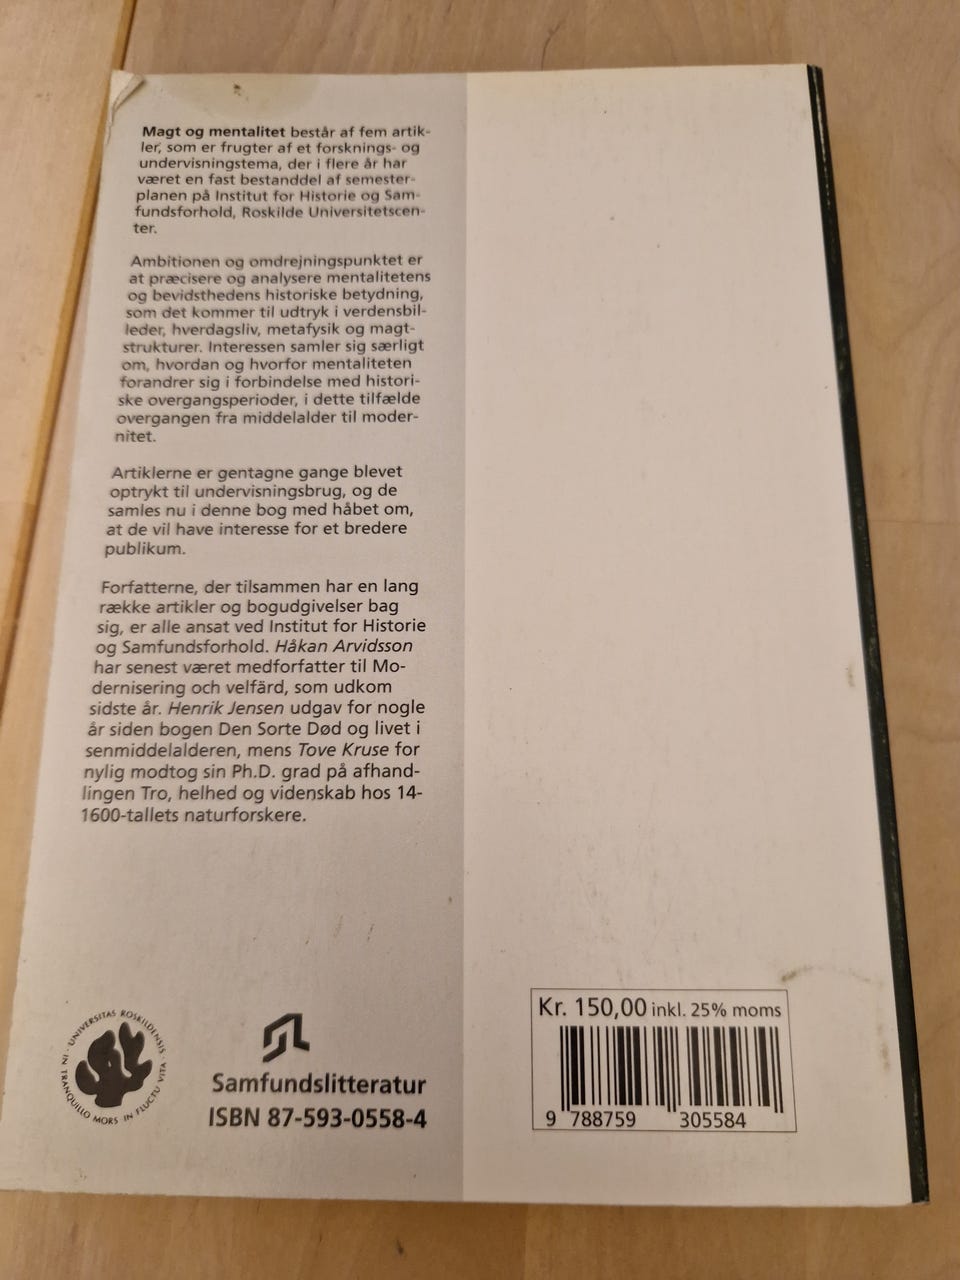 Magt og mentalitet består af fem artik-
ler, som er frugter af et forsknings- og
undervisningstema, der i flere år har
været en fast bestanddel af semester-
planen på Institut for Historie og Sam-
fundsforhold, Roskilde Universitetscen-
ter.
Ambitionen og omdrejningspunktet er
at præcisere og analysere mentalitetens
og bevidsthedens historiske betydning,
som det kommer til udtryk i verdensbil-
leder, hverdagsliv, metafysik og magt-
strukturer. Interessen samler sig særligt
om, hvordan og hvorfor mentaliteten
forandrer sig i forbindelse med histori-
ske overgangsperioder, i dette tilfælde
overgangen fra middelalder til moder-
nitet.
Artiklerne er gentagne gange blevet
optrykt til undervisningsbrug, og de
samles nu i denne bog med håbet om,
at de vil have interesse for et bredere
publikum.
Forfatterne, der tilsammen har en lang
række artikler og bogudgivelser bag
sig, er alle ansat ved Institut for Historie
og Samfundsforhold. Håkan Arvidsson
har senest været medforfatter til Mo-
dernisering och velfärd, som udkom
sidste år. Henrik Jensen udgav for nogle
år siden bogen Den Sorte Død og livet i
senmiddelalderen, mens Tove Kruse for
nylig modtog sin Ph.D. grad på afhand-
lingen Tro, helhed og videnskab hos 14-
1600-tallets naturforskere.
UNIVERSITAS ROSKILDENSIS · IN TRANQUILLO MORS · IN FLUCTU VITA ·
Samfundslitteratur
ISBN 87-593-0558-4
Kr. 150,00 inkl. 25% moms
9 788759 305584